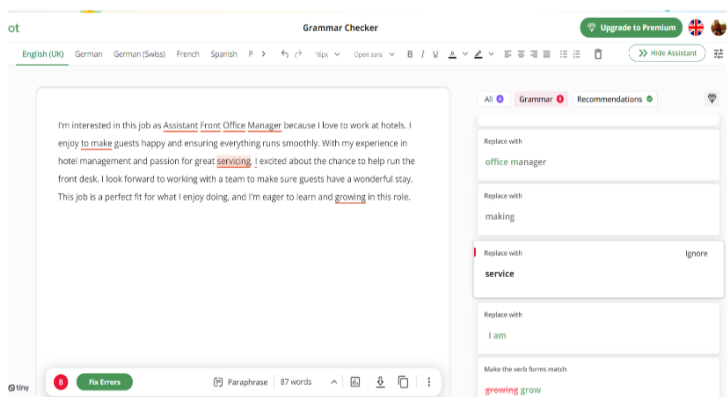 ot
Grammar Checker
Upgrade to Premium
English (UK) German German (Swiss) French Spanish P
16px Open sans B I U A
Hide Assistant
All 8 Grammar 8 Recommendations
I'm interested in this job as Assistant Front Office Manager because I love to work at hotels. I
enjoy to make guests happy and ensuring everything runs smoothly. With my experience in
hotel management and passion for great servicing, I excited about the chance to help run the
front desk. I look forward to working with a team to make sure guests have a wonderful stay.
This job is a perfect fit for what I enjoy doing, and I'm eager to learn and growing in this role.
Replace with
office manager
Replace with
making
Replace with
Ignore
service
Replace with
I am
Make the verb forms match
growing grow
tiny
8 Fix Errors
Paraphrase 87 words